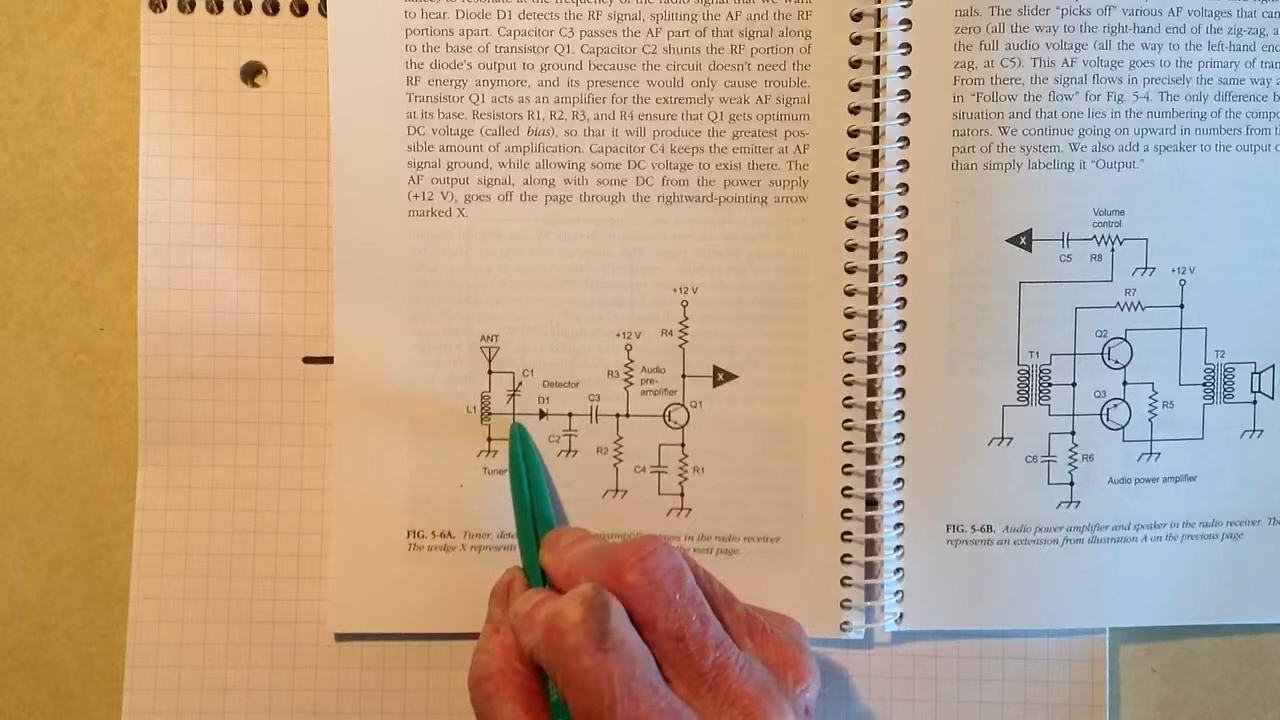 to hear. Diode D1 detects the RF signal, splitting the AF and the RF
portions apart. Capacitor C3 passes the AF part of that signal along
to the base of transistor Q1. Capacitor C2 shunts the RF portion of
the diode's output to ground because the circuit doesn't need the
RF energy anymore, and its presence would only cause trouble.
Transistor Q1 acts as an amplifier for the extremely weak AF signal
at its base. Resistors R1, R2, R3, and R4 ensure that Q1 gets optimum
DC voltage (called bias), so that it will produce the greatest pos-
sible amount of amplification. Capacitor C4 keeps the emitter at AF
signal ground, while allowing some DC voltage to exist there. The
AF output signal, along with some DC from the power supply
(+12 V), goes off the page through the rightward-pointing arrow
marked X.
+12 V
ANT
+12 V
R4
C1
Detector
R3
Audio
pre-
amplifier
X
L1
D1
C3
Q1
C2
R2
C4
R1
Tuner
FIG. 5-6A. Tuner, in the radio receiver.
The wedge X represents next page.
nals. The slider "picks off" various AF voltages that can
zero (all the way to the right-hand end of the zig-zag,
the full audio voltage (all the way to the left-hand
zag, at C5). This AF voltage goes to the primary of
From there, the signal flows in precisely the same way
in "Follow the flow" for Fig. 5-4. The only difference
situation and that one lies in the numbering of the
nators. We continue going on upward in numbers from
part of the system. We also add a speaker to the output
than simply labeling it "Output."
Volume
control
X
C5
R8
+12 V
R7
Q2
T1
T2
Q3
R5
C6
R6
Audio power amplifier
FIG. 5-6B. Audio power amplifier and speaker in the radio receiver.
represents an extension from illustration A on the previous page.